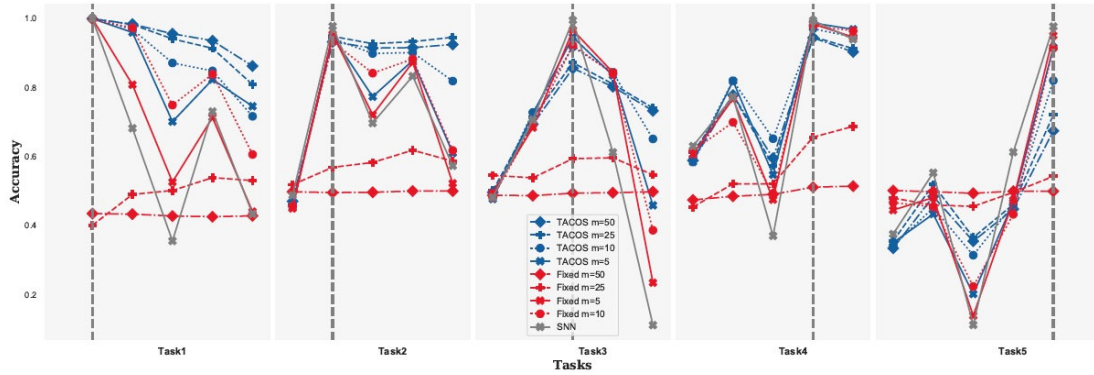 Accuracy
1.0
0.8
0.6
0.4
0.2
TACOS m=50
TACOS m=25
TACOS m=10
TACOS m=5
Fixed m=50
Fixed m=25
Fixed m=5
Fixed m=10
SNN
Task1 Task2 Task3 Task4 Task5
Tasks